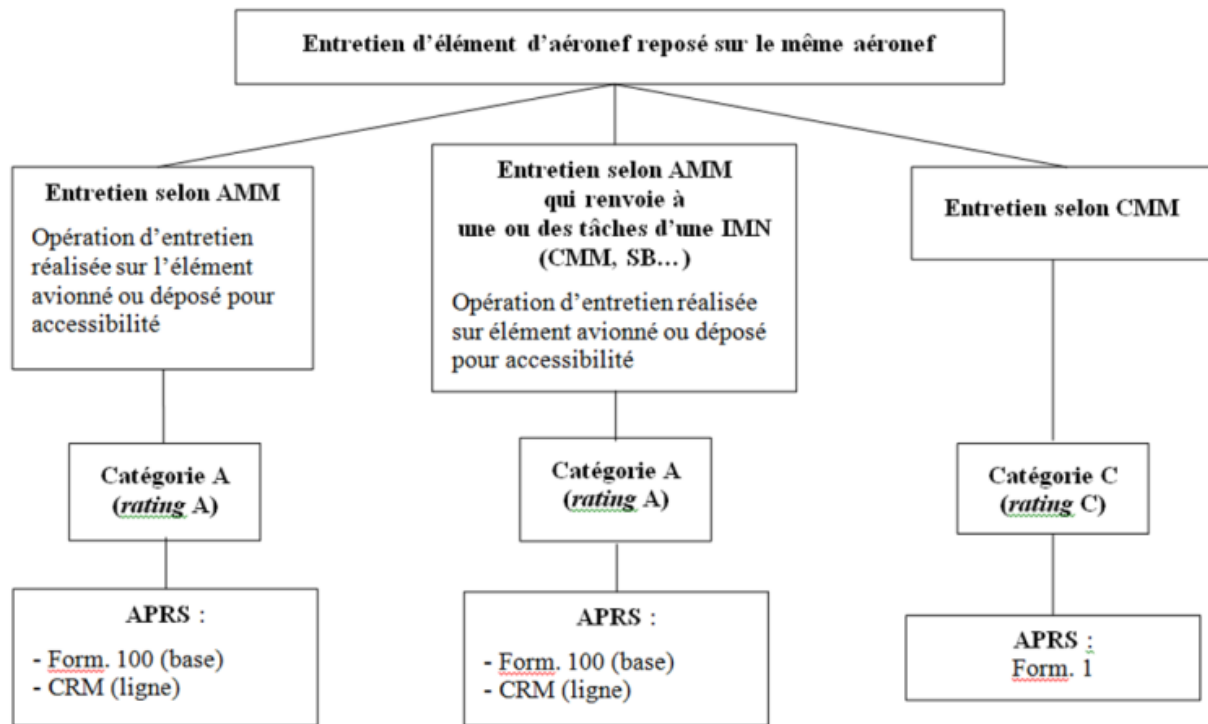 Entretien d'élément d'aéronef reposé sur le même aéronef
Entretien selon AMM
Opération d'entretien
réalisée sur l'élément
avionné ou déposé pour
accessibilité
Catégorie A
(rating A)
APRS :
- Form. 100 (base)
- CRM (ligne)
Entretien selon AMM
qui renvoie à
une ou des tâches d'une IMN
(CMM, SB…)
Opération d'entretien réalisée
sur élément avionné ou déposé
pour accessibilité
Catégorie A
(rating A)
APRS :
- Form. 100 (base)
- CRM (ligne)
Entretien selon CMM
Catégorie C
(rating C)
APRS :
Form. 1